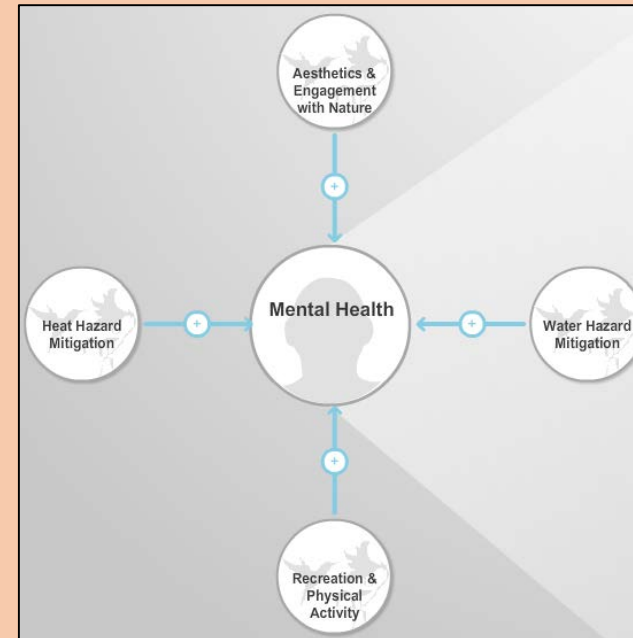 Aesthetics &
Engagement
with Nature
+
Mental Health
Heat Hazard
Mitigation
+
+
Water Hazard
Mitigation
+
Recreation &
Physical
Activity